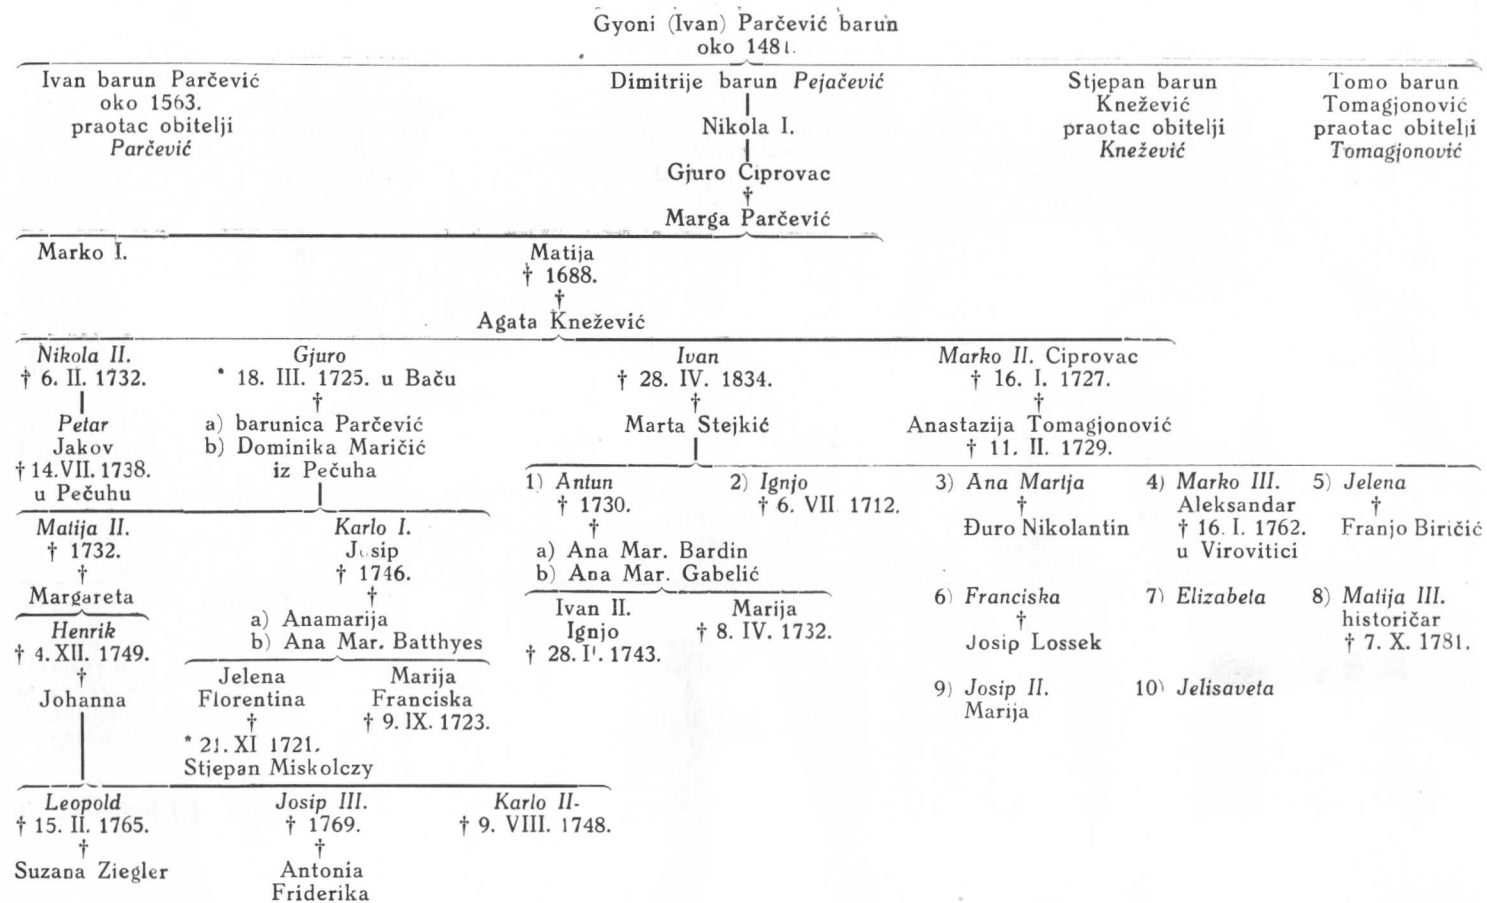 Gyoni (Ivan) Parčević barun
oko 1481.
Ivan barun Parčević
oko 1563.
praotac obitelji
Parčević
Dimitrije barun Pejačević
Nikola I.
Gjuro Ciprovac
†
Marga Parčević
Stjepan barun
Knežević
praotac obitelji
Knežević
Tomo barun
Tomagjonović
praotac obitelji
Tomagjonović
Marko I.
Matija
† 1688.
†
Agata Knežević
Nikola II.
† 6. II. 1732.
Petar
Jakov
† 14. VII. 1738.
u Pečuhu
Gjuro
* 18. III. 1725. u Baču
†
a) barunica Parčević
b) Dominika Maričić
iz Pečuha
Ivan
† 28. IV. 1834.
†
Marta Stejkić
Marko II. Ciprovac
† 16. I. 1727.
†
Anastazija Tomagjonović
† 11. II. 1729.
Matija II.
† 1732.
†
Margareta
Karlo I.
Josip
† 1746.
†
a) Anamarija
b) Ana Mar. Batthyes
1) Antun
† 1730.
†
a) Ana Mar. Bardin
b) Ana Mar. Gabelić
2) Ignjo
† 6. VII. 1712.
3) Ana Marija
†
Đuro Nikolantin
4) Marko III.
Aleksandar
† 16. I. 1762.
u Virovitici
5) Jelena
†
Franjo Biričić
Henrik
† 4. XII. 1749.
†
Johanna
Jelena
Florentina
†
* 21. XI 1721.
Stjepan Miskolczy
Marija
Franciska
† 9. IX. 1723.
Ivan II.
Ignjo
† 28. 1743.
Marija
† 8. IV. 1732.
6) Franciska
†
Josip Lossek
7) Elizabeta
8) Matija III.
historičar
† 7. X. 1781.
9) Josip II.
Marija
10) Jelisaveta
Leopold
† 15. II. 1765.
†
Suzana Ziegler
Josip III.
† 1769.
†
Antonia
Friderika
Karlo II-
† 9. VIII. 1748.